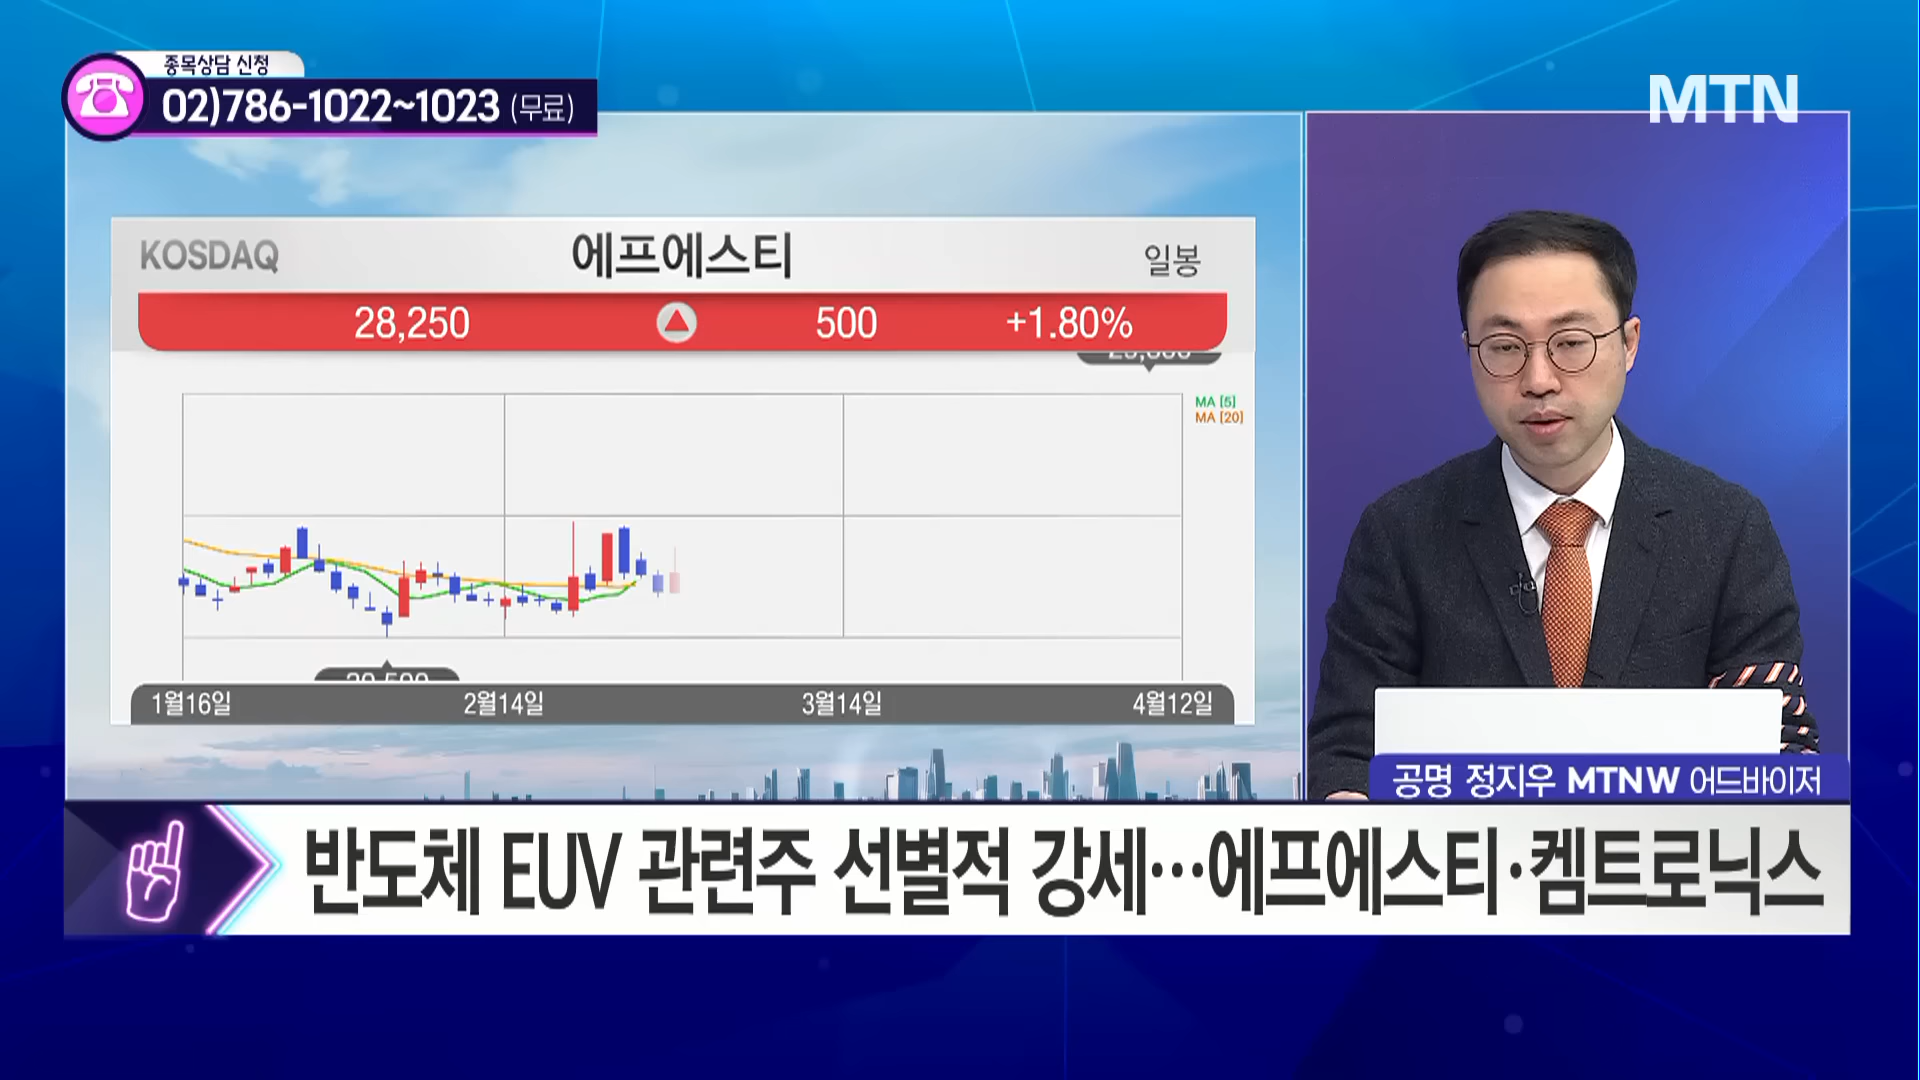 종목상담 신청
02)786-1022~1023 (무료)
MTN
KOSDAQ
에프에스티
일봉
28,250
500
+1.80%
MA [5]
MA [20]
1월16일
2월14일
3월14일
4월12일
공명 정지우 MTNW 어드바이저
반도체 EUV 관련주 선별적 강세…에프에스티·켐트로닉스